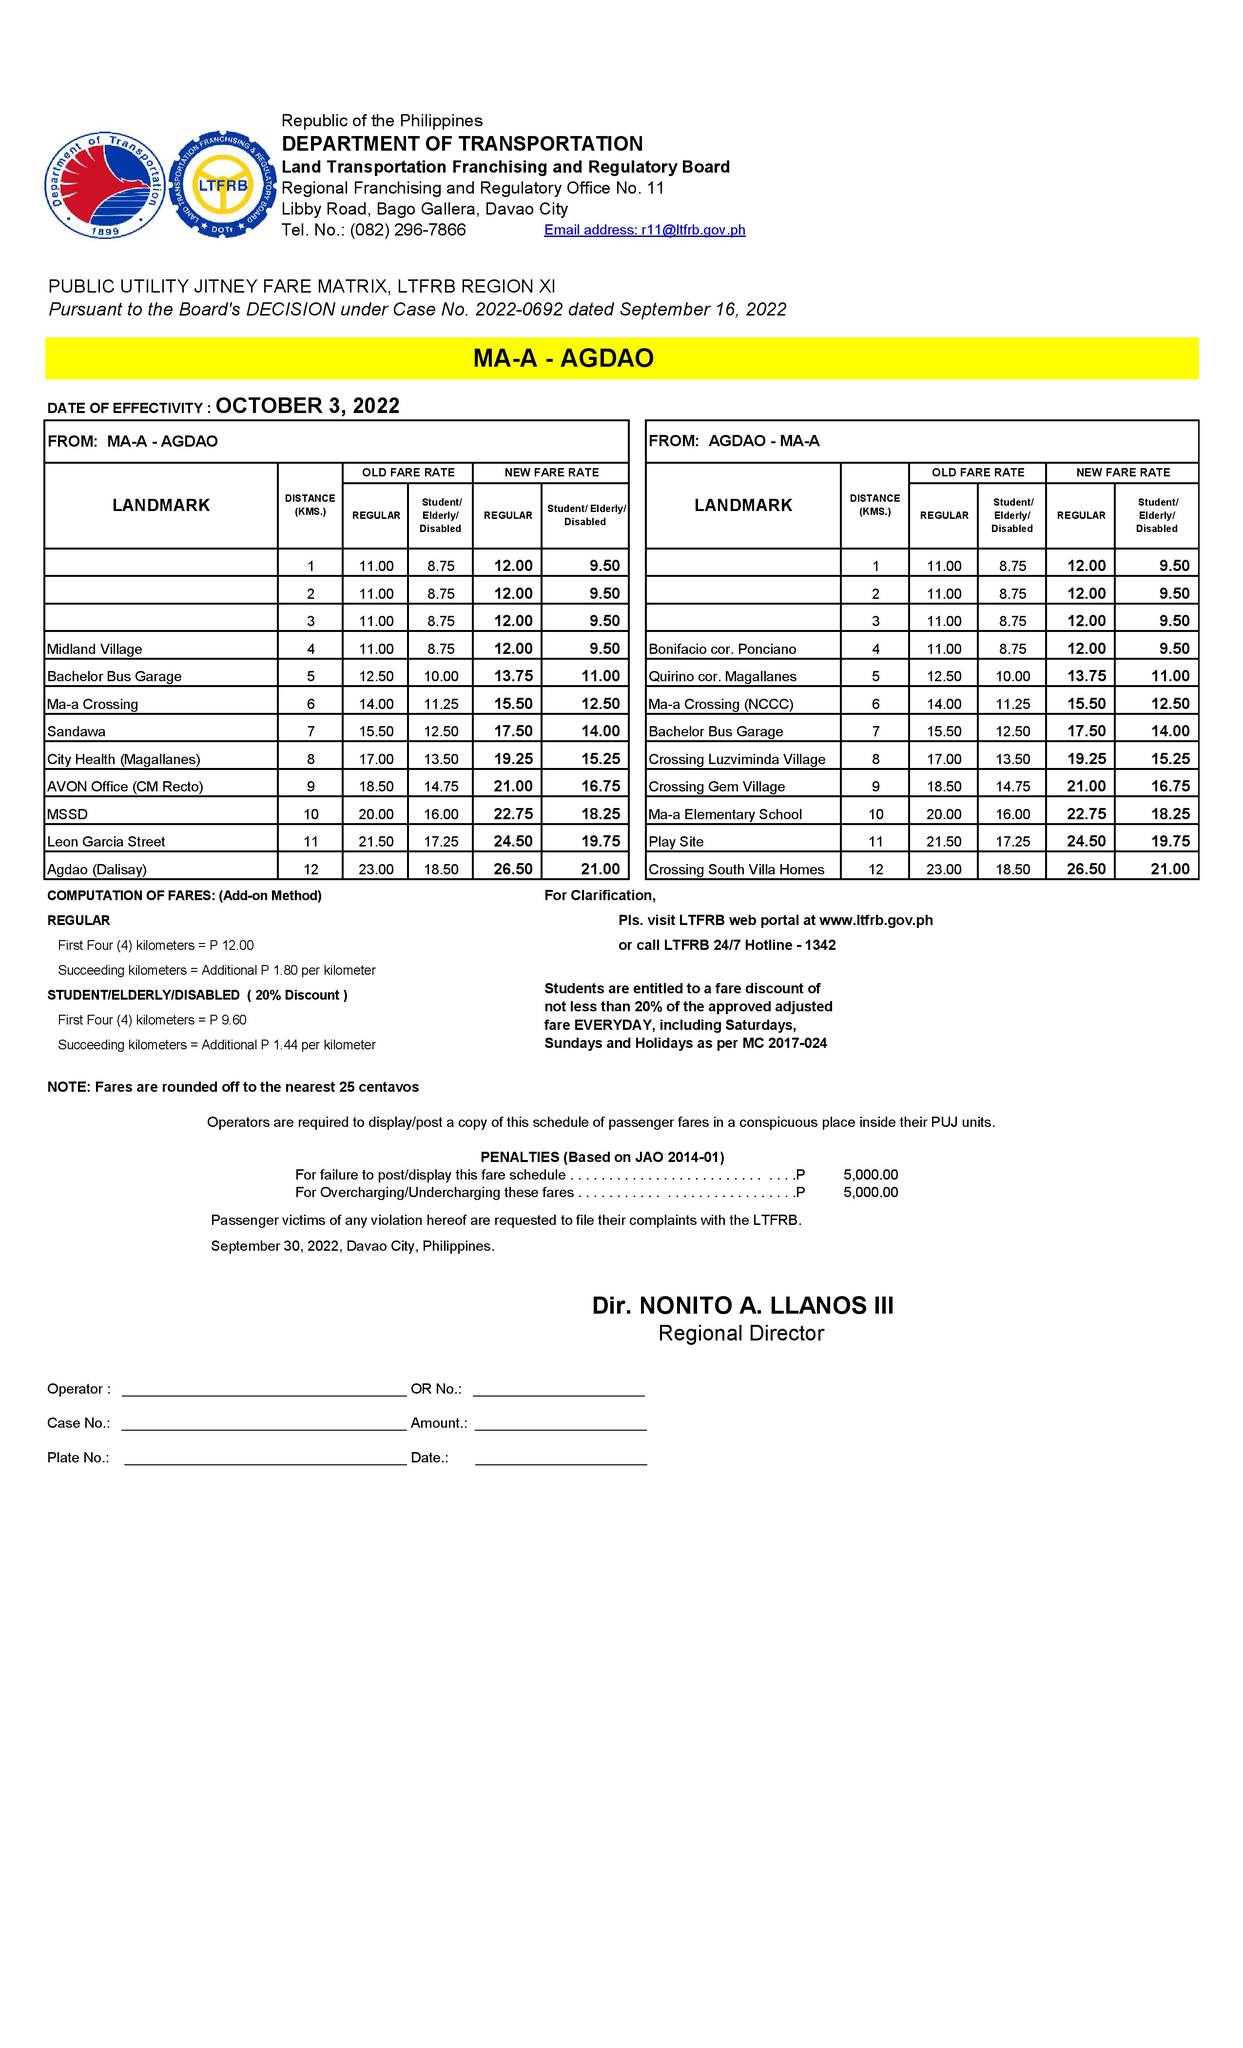 Department of Transportation
1899
LAND TRANSPORTATION FRANCHISING & REGULATORY BOARD
LTFRB
DOTr
Republic of the Philippines
DEPARTMENT OF TRANSPORTATION
Land Transportation Franchising and Regulatory Board
Regional Franchising and Regulatory Office No. 11
Libby Road, Bago Gallera, Davao City
Tel. No.: (082) 296-7866 Email address: r11@ltfrb.gov.ph
PUBLIC UTILITY JITNEY FARE MATRIX, LTFRB REGION XI
Pursuant to the Board's DECISION under Case No. 2022-0692 dated September 16, 2022
MA-A - AGDAO
DATE OF EFFECTIVITY : OCTOBER 3, 2022
FROM: MA-A - AGDAO
LANDMARK DISTANCE (KMS.) OLD FARE RATE NEW FARE RATE
REGULAR Student/ Elderly/ Disabled REGULAR Student/ Elderly/ Disabled
1 11.00 8.75 12.00 9.50
2 11.00 8.75 12.00 9.50
3 11.00 8.75 12.00 9.50
Midland Village 4 11.00 8.75 12.00 9.50
Bachelor Bus Garage 5 12.50 10.00 13.75 11.00
Ma-a Crossing 6 14.00 11.25 15.50 12.50
Sandawa 7 15.50 12.50 17.50 14.00
City Health (Magallanes) 8 17.00 13.50 19.25 15.25
AVON Office (CM Recto) 9 18.50 14.75 21.00 16.75
MSSD 10 20.00 16.00 22.75 18.25
Leon Garcia Street 11 21.50 17.25 24.50 19.75
Agdao (Dalisay) 12 23.00 18.50 26.50 21.00
FROM: AGDAO - MA-A
LANDMARK DISTANCE (KMS.) OLD FARE RATE NEW FARE RATE
REGULAR Student/ Elderly/ Disabled REGULAR Student/ Elderly/ Disabled
1 11.00 8.75 12.00 9.50
2 11.00 8.75 12.00 9.50
3 11.00 8.75 12.00 9.50
Bonifacio cor. Ponciano 4 11.00 8.75 12.00 9.50
Quirino cor. Magallanes 5 12.50 10.00 13.75 11.00
Ma-a Crossing (NCCC) 6 14.00 11.25 15.50 12.50
Bachelor Bus Garage 7 15.50 12.50 17.50 14.00
Crossing Luzviminda Village 8 17.00 13.50 19.25 15.25
Crossing Gem Village 9 18.50 14.75 21.00 16.75
Ma-a Elementary School 10 20.00 16.00 22.75 18.25
Play Site 11 21.50 17.25 24.50 19.75
Crossing South Villa Homes 12 23.00 18.50 26.50 21.00
COMPUTATION OF FARES: (Add-on Method)
REGULAR
First Four (4) kilometers = P 12.00
Succeeding kilometers = Additional P 1.80 per kilometer
STUDENT/ELDERLY/DISABLED ( 20% Discount )
First Four (4) kilometers = P 9.60
Succeeding kilometers = Additional P 1.44 per kilometer
For Clarification,
Pls. visit LTFRB web portal at www.ltfrb.gov.ph
or call LTFRB 24/7 Hotline - 1342
Students are entitled to a fare discount of
not less than 20% of the approved adjusted
fare EVERYDAY, including Saturdays,
Sundays and Holidays as per MC 2017-024
NOTE: Fares are rounded off to the nearest 25 centavos
Operators are required to display/post a copy of this schedule of passenger fares in a conspicuous place inside their PUJ units.
PENALTIES (Based on JAO 2014-01)
For failure to post/display this fare schedule . . . . . . . . . . . . . . . . . . . . . . . . . . . . .P 5,000.00
For Overcharging/Undercharging these fares . . . . . . . . . . . . . . . . . . . . . . . . . . . .P 5,000.00
Passenger victims of any violation hereof are requested to file their complaints with the LTFRB.
September 30, 2022, Davao City, Philippines.
Dir. NONITO A. LLANOS III
Regional Director
Operator : OR No.:
Case No.: Amount.:
Plate No.: Date.: